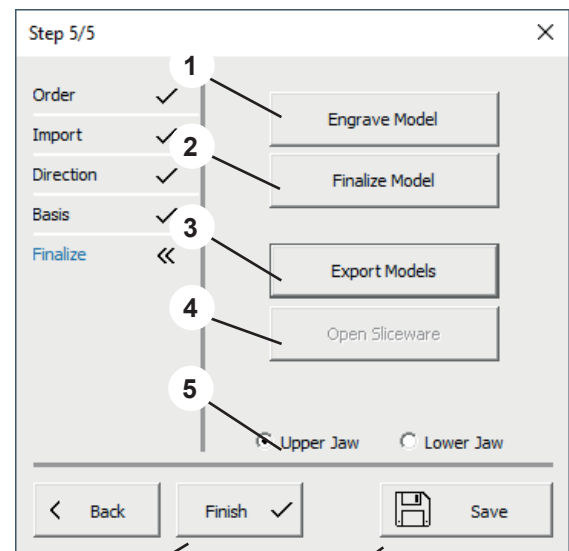 Step 5/5
1
Order
Engrave Model
Import
2
Direction
Finalize Model
Basis
3
Finalize
Export Models
4
Open Sliceware
5
Upper Jaw Lower Jaw
Back Finish Save